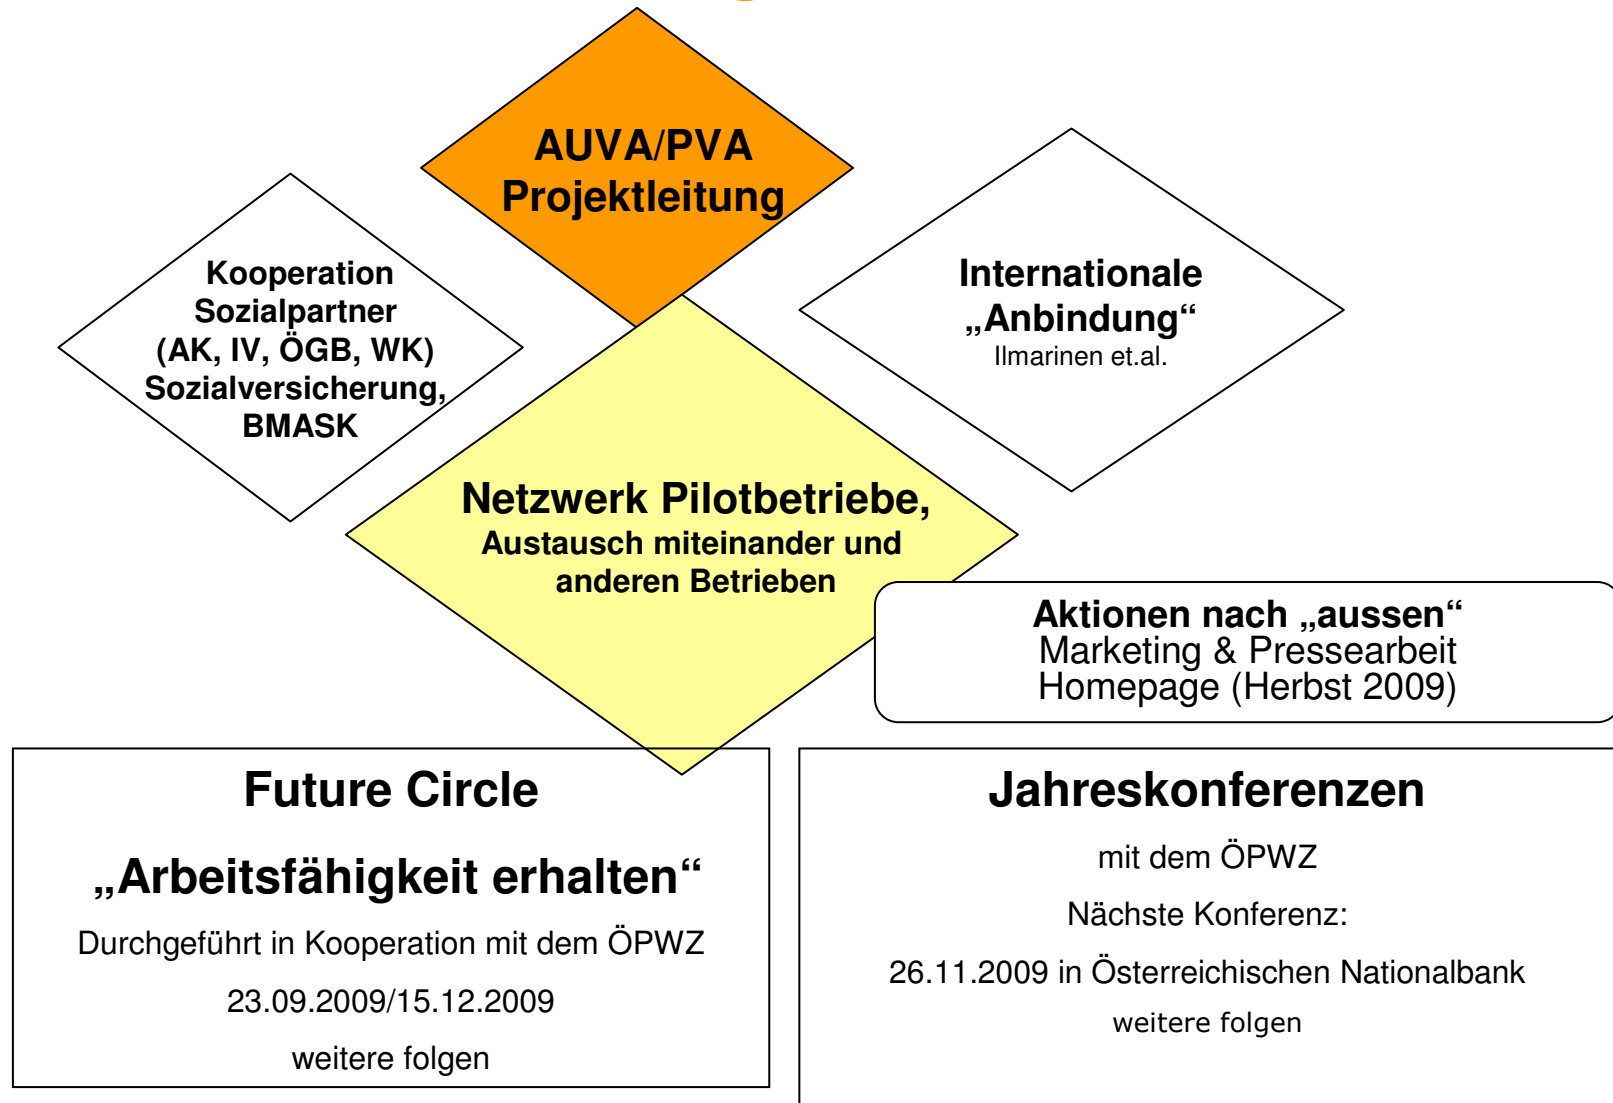 AUVA/PVA
Projektleitung
Kooperation
Sozialpartner
(AK, IV, ÖGB, WK)
Sozialversicherung,
BMASK
Internationale
„Anbindung“
Ilmarinen et.al.
Netzwerk Pilotbetriebe,
Austausch miteinander und
anderen Betrieben
Aktionen nach „aussen“
Marketing & Pressearbeit
Homepage (Herbst 2009)
Future Circle
„Arbeitsfähigkeit erhalten“
Durchgeführt in Kooperation mit dem ÖPWZ
23.09.2009/15.12.2009
weitere folgen
Jahreskonferenzen
mit dem ÖPWZ
Nächste Konferenz:
26.11.2009 in Österreichischen Nationalbank
weitere folgen